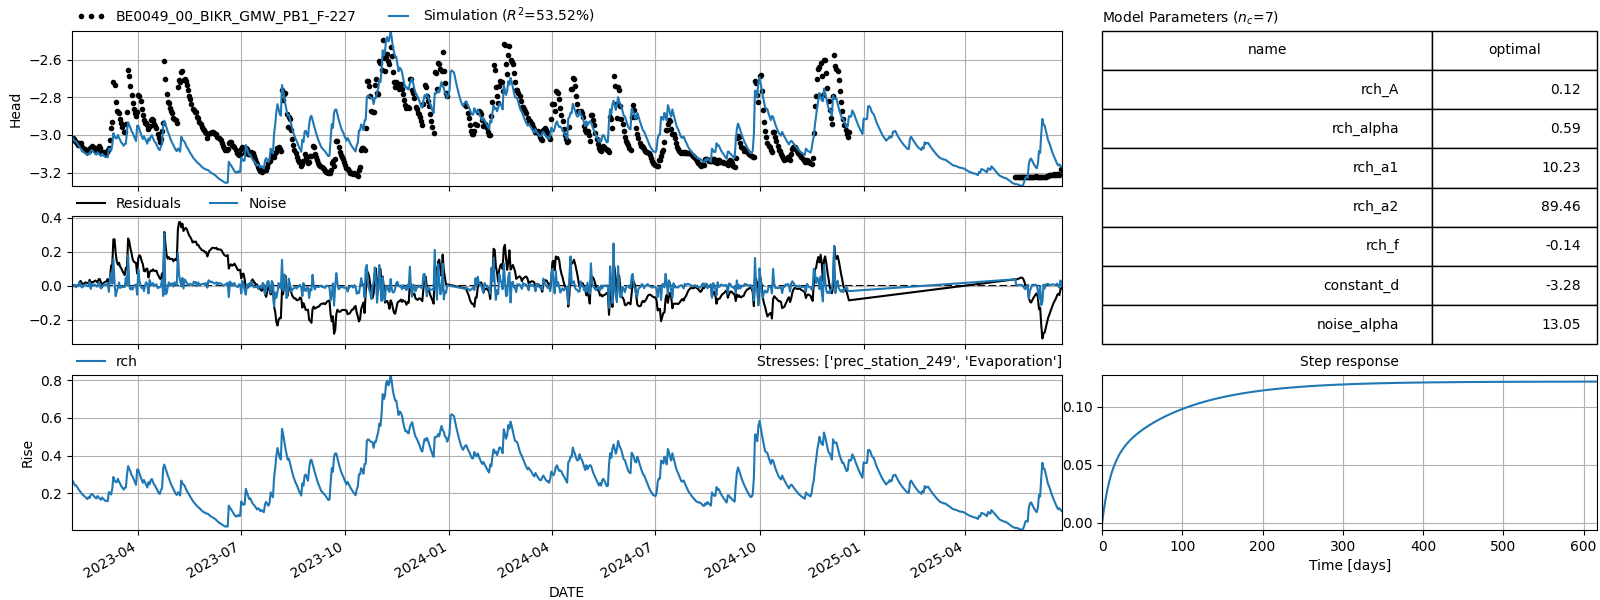 BE0049_00_BIKR_GMW_PB1_F-227
Simulation (R²=53.52%)
Head
−2.6
−2.8
−3.0
−3.2
Residuals
Noise
0.4
0.2
0.0
−0.2
rch
Stresses: ['prec_station_249', 'Evaporation']
Rise
0.8
0.6
0.4
0.2
2023-04
2023-07
2023-10
2024-01
2024-04
2024-07
2024-10
2025-01
2025-04
DATE
Model Parameters (n_c=7)
name optimal
rch_A 0.12
rch_alpha 0.59
rch_a1 10.23
rch_a2 89.46
rch_f -0.14
constant_d -3.28
noise_alpha 13.05
Step response
0.10
0.05
0.00
0 100 200 300 400 500 600
Time [days]